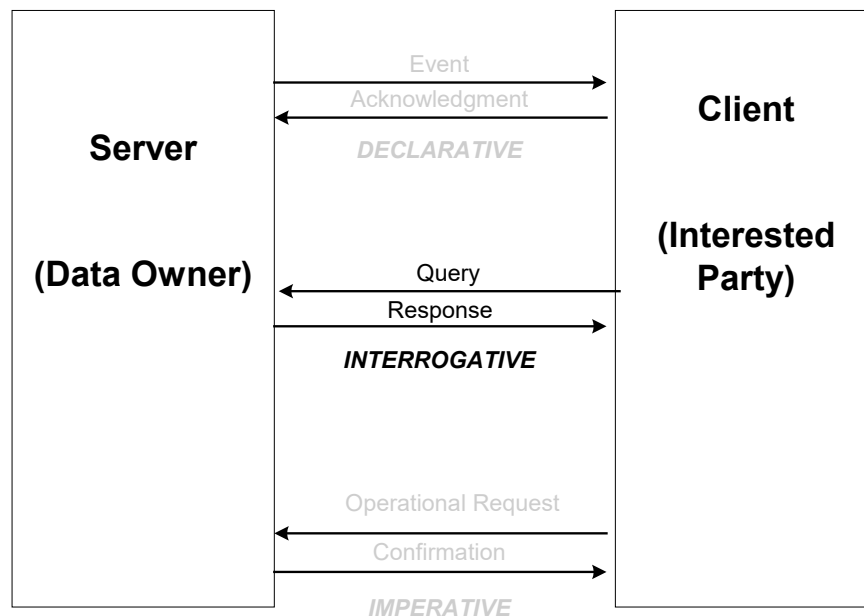 Server
(Data Owner)
Event
Acknowledgment
DECLARATIVE
Query
Response
INTERROGATIVE
Operational Request
Confirmation
IMPERATIVE
Client
(Interested
Party)